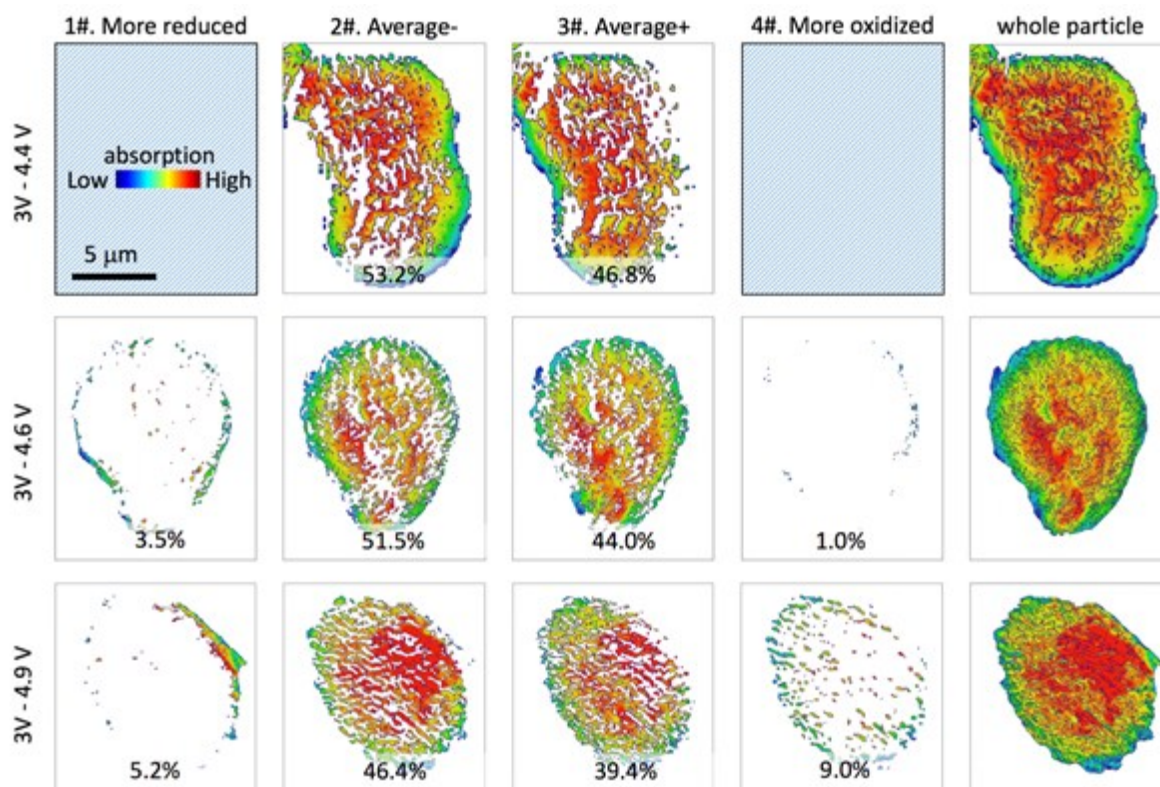 1#. More reduced 2#. Average- 3#. Average+ 4#. More oxidized whole particle
3V - 4.4 V
absorption
Low High
5 μm
53.2% 46.8%
3V - 4.6 V
3.5% 51.5% 44.0% 1.0%
3V - 4.9 V
5.2% 46.4% 39.4% 9.0%